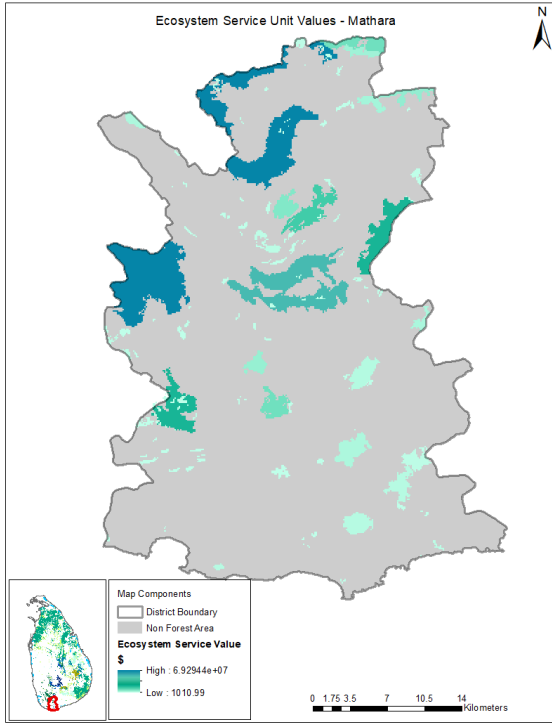 Ecosystem Service Unit Values - Mathara
N
Map Components
District Boundary
Non Forest Area
Ecosystem Service Value
$
High : 6.92944e+07
Low : 1010.99
0 1.75 3.5 7 10.5 14
Kilometers